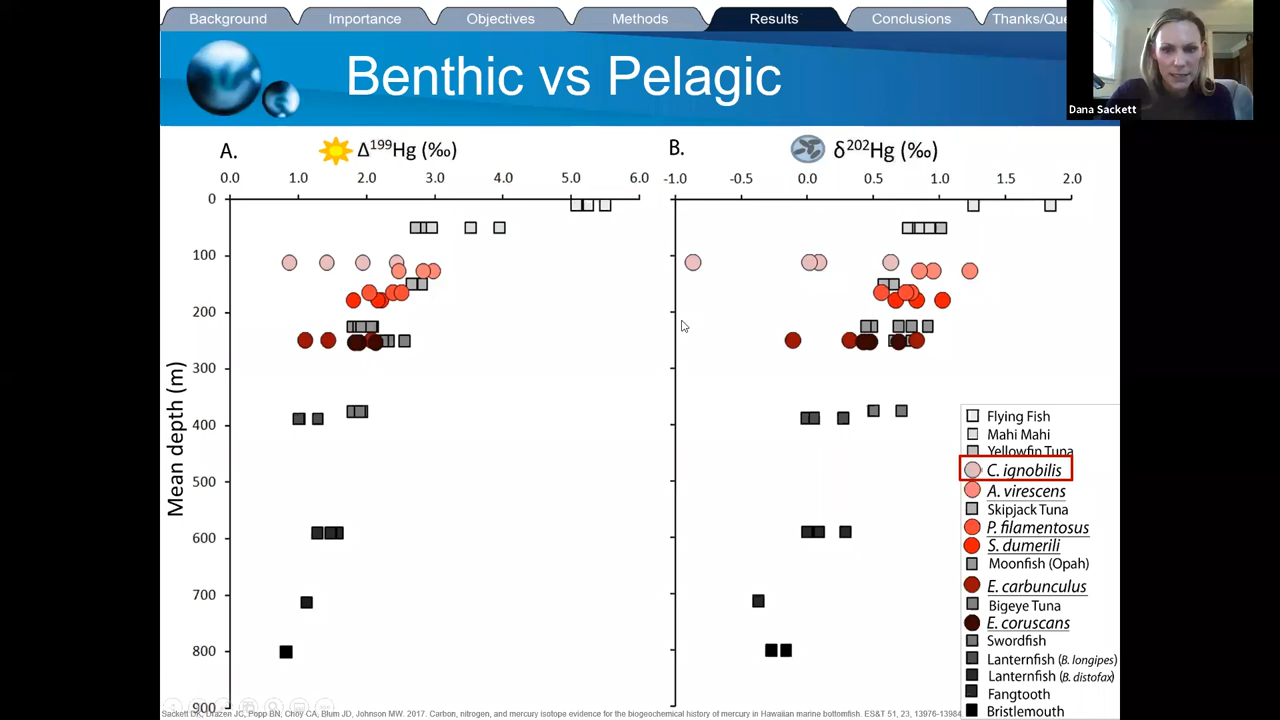 Background Importance Objectives Methods Results Conclusions Thanks/Que
Dana Sackett
Benthic vs Pelagic
A. Δ199Hg (‰)
0.0 1.0 2.0 3.0 4.0 5.0 6.0
B. δ202Hg (‰)
-1.0 -0.5 0.0 0.5 1.0 2.0
Mean depth (m)
0
100
200
300
400
500
600
700
800
900
Flying Fish
Mahi Mahi
Yellowfin Tuna
C. ignobilis
A. virescens
Skipjack Tuna
P. filamentosus
S. dumerili
Moonfish (Opah)
E. carbunculus
Bigeye Tuna
E. coruscans
Swordfish
Lanternfish (B. longipes)
Lanternfish (B. distofax)
Fangtooth
Bristlemouth
Sackett DK, Drazen JC, Popp BN, Choy CA, Blum JD, Johnson MW. 2017. Carbon, nitrogen, and mercury isotope evidence for the biogeochemical history of mercury in Hawaiian marine bottomfish. ES&T 51, 23, 13976-13984